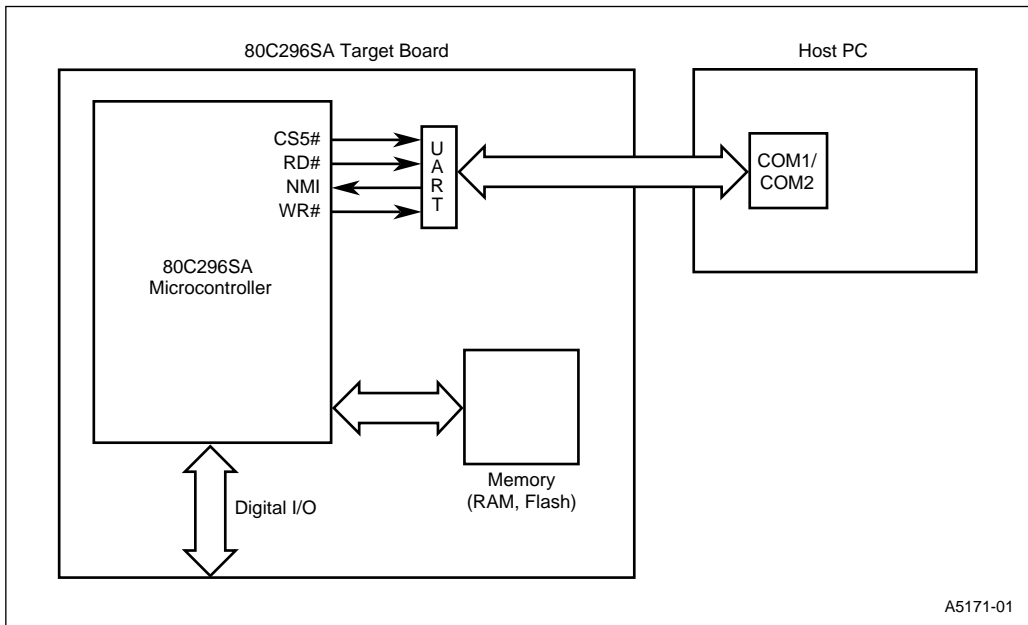 80C296SA Target Board
Host PC
CS5#
RD#
NMI
WR#
UART
COM1/
COM2
80C296SA
Microcontroller
Memory
(RAM, Flash)
Digital I/O
A5171-01